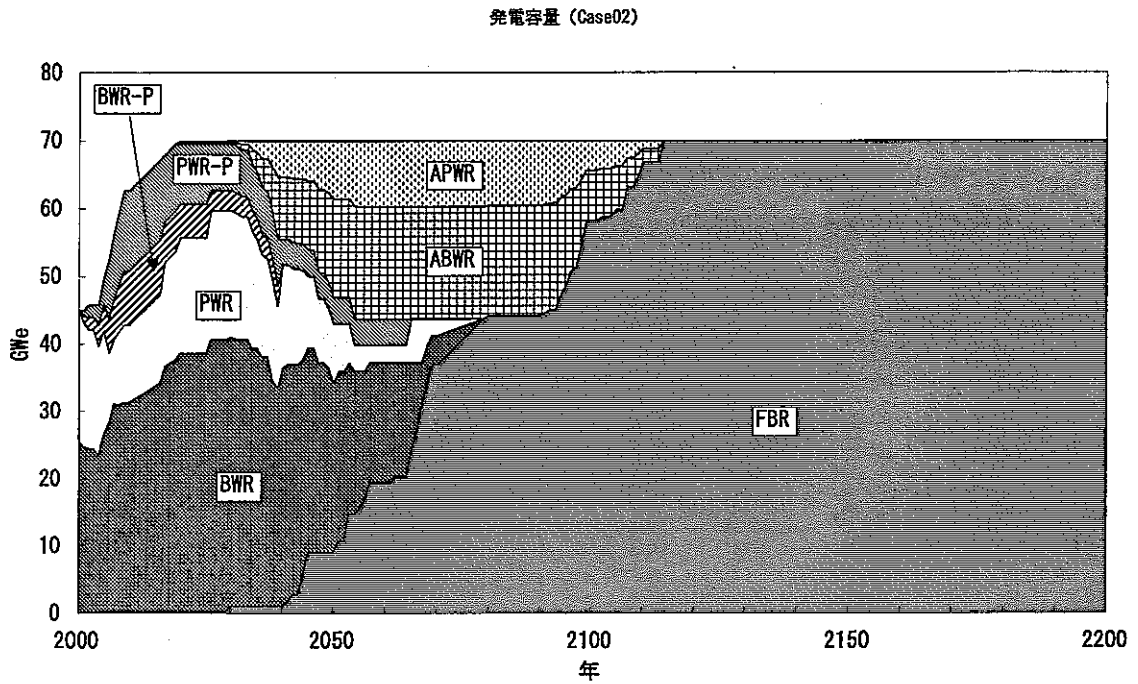 発電容量（Case02）
80
70
60
50
40
30
20
10
0
GWe
BWR-P
PWR-P
APWR
ABWR
PWR
BWR
FBR
2000
2050
2100
2150
2200
年